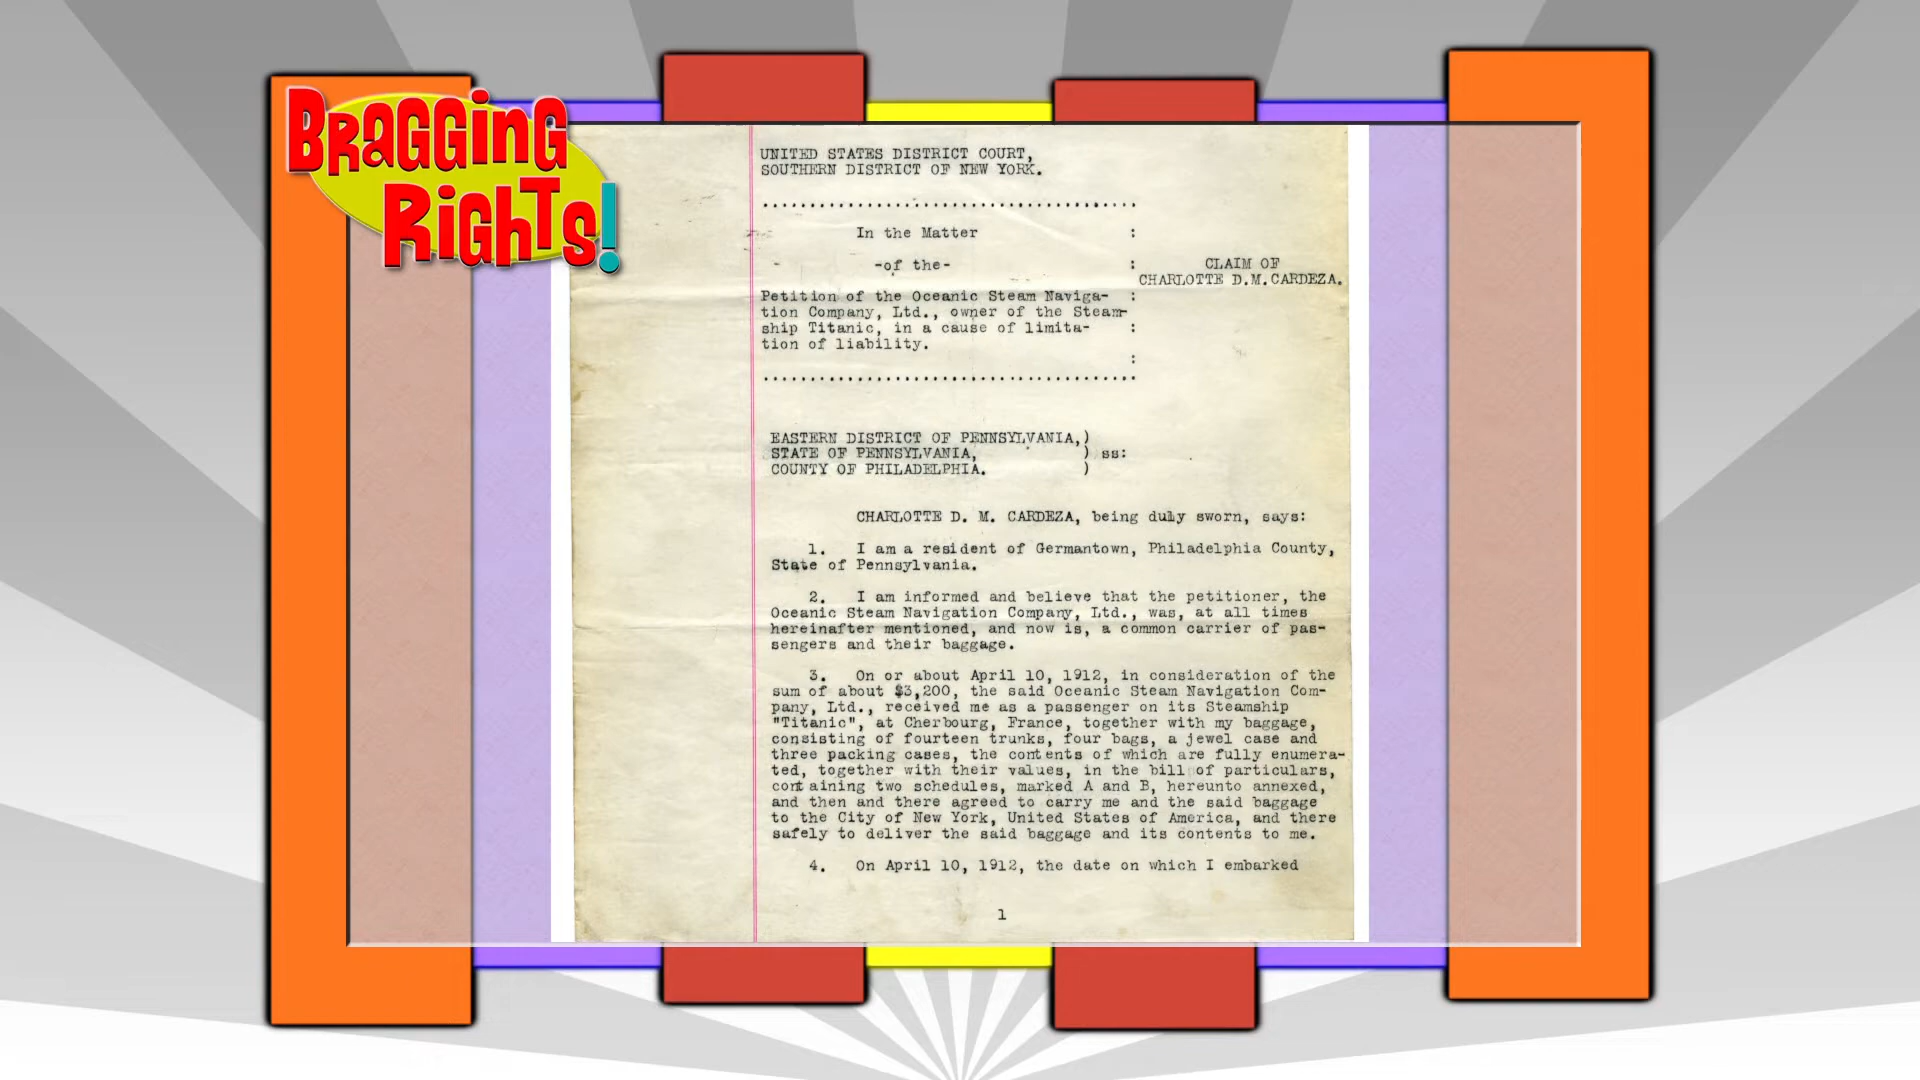 BRAGGING
RIGHTS!
UNITED STATES DISTRICT COURT,
SOUTHERN DISTRICT OF NEW YORK.
In the Matter :
-of the- :
CLAIM OF
CHARLOTTE D.M.CARDEZA.
Petition of the Oceanic Steam Naviga- :
tion Company, Ltd., owner of the Steam-
ship Titanic, in a cause of limita- :
tion of liability.
:
EASTERN DISTRICT OF PENNSYLVANIA,)
STATE OF PENNSYLVANIA, ) ss:
COUNTY OF PHILADELPHIA. )
CHARLOTTE D. M. CARDEZA, being duly sworn, says:
1. I am a resident of Germantown, Philadelphia County,
State of Pennsylvania.
2. I am informed and believe that the petitioner, the
Oceanic Steam Navigation Company, Ltd., was, at all times
hereinafter mentioned, and now is, a common carrier of pas-
sengers and their baggage.
3. On or about April 10, 1912, in consideration of the
sum of about $3,200, the said Oceanic Steam Navigation Com-
pany, Ltd., received me as a passenger on its Steamship
"Titanic", at Cherbourg, France, together with my baggage,
consisting of fourteen trunks, four bags, a jewel case and
three packing cases, the contents of which are fully enumera-
ted, together with their values, in the bill of particulars,
containing two schedules, marked A and B, hereunto annexed,
and then and there agreed to carry me and the said baggage
to the City of New York, United States of America, and there
safely to deliver the said baggage and its contents to me.
4. On April 10, 1912, the date on which I embarked
1